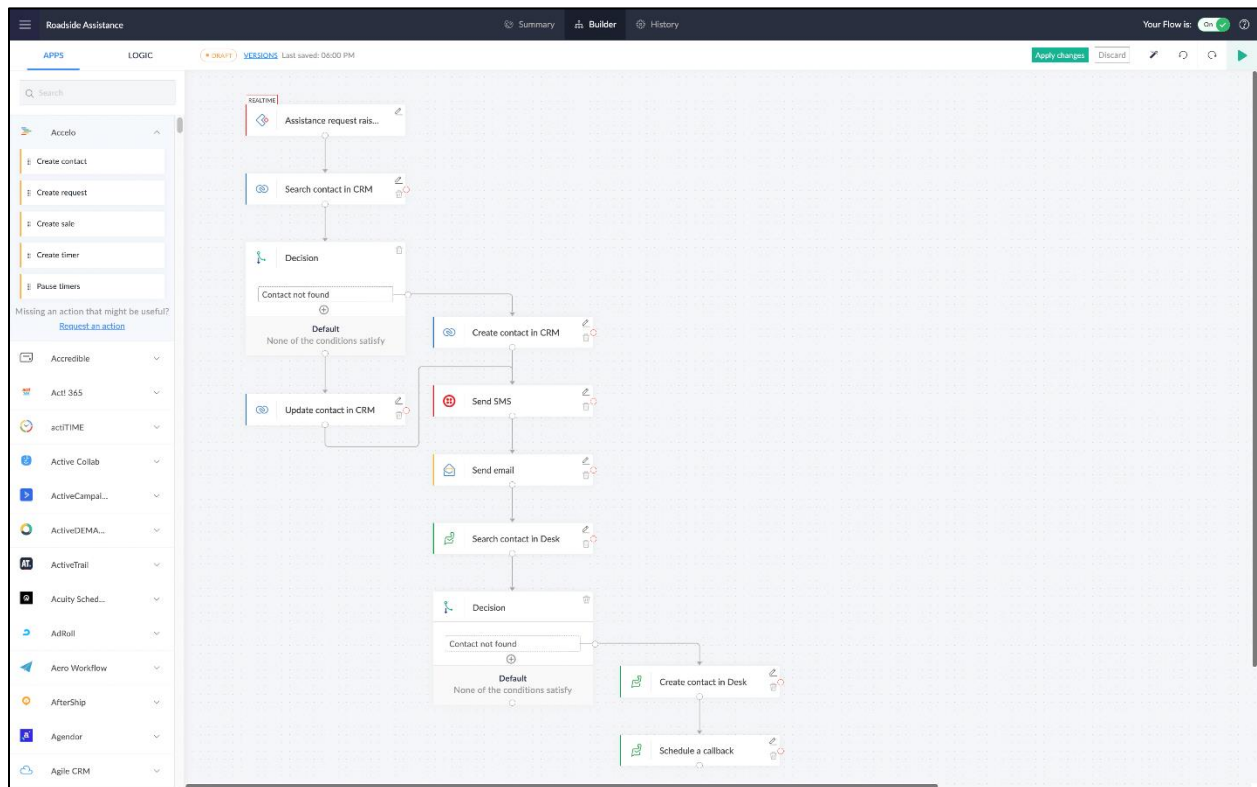 Roadside Assistance
Summary
Builder
History
Your Flow is: On
APPS
LOGIC
DRAFT
VERSIONS
Last saved: 06:00 PM
Apply changes
Discard
Search
Accelo
Create contact
Create request
Create sale
Create timer
Pause timers
Missing an action that might be useful?
Request an action
Accredible
Act! 365
actiTIME
Active Collab
ActiveCampai...
ActiveDEMA...
ActiveTrail
Acuity Sched...
AdRoll
Aero Workflow
AfterShip
Agendor
Agile CRM
REALTIME
Assistance request rais...
Search contact in CRM
Decision
Contact not found
Default
None of the conditions satisfy
Create contact in CRM
Update contact in CRM
Send SMS
Send email
Search contact in Desk
Decision
Contact not found
Default
None of the conditions satisfy
Create contact in Desk
Schedule a callback